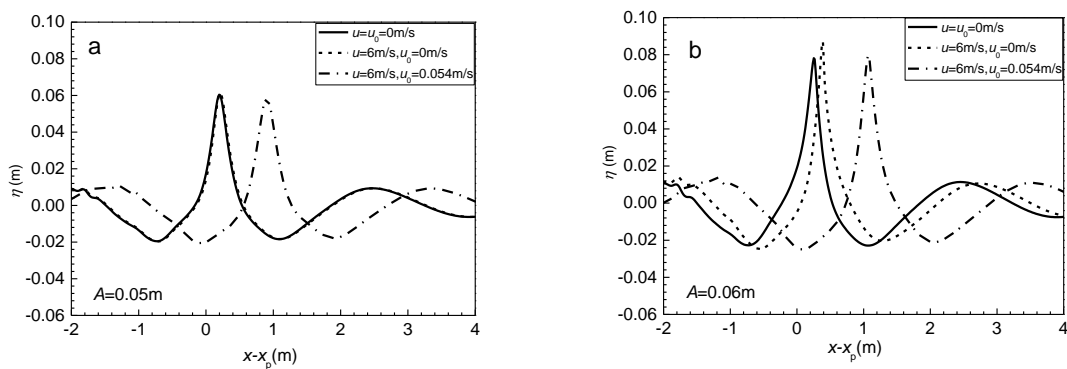 a
u=u₀=0m/s
u=6m/s,u₀=0m/s
u=6m/s,u₀=0.054m/s
0.10
0.08
0.06
0.04
0.02
0.00
-0.02
-0.04
-0.06
η (m)
A=0.05m
-2 -1 0 1 2 3 4
x-xₚ(m)
b
u=u₀=0m/s
u=6m/s,u₀=0m/s
u=6m/s,u₀=0.054m/s
0.10
0.08
0.06
0.04
0.02
0.00
-0.02
-0.04
-0.06
η (m)
A=0.06m
-2 -1 0 1 2 3 4
x-xₚ(m)